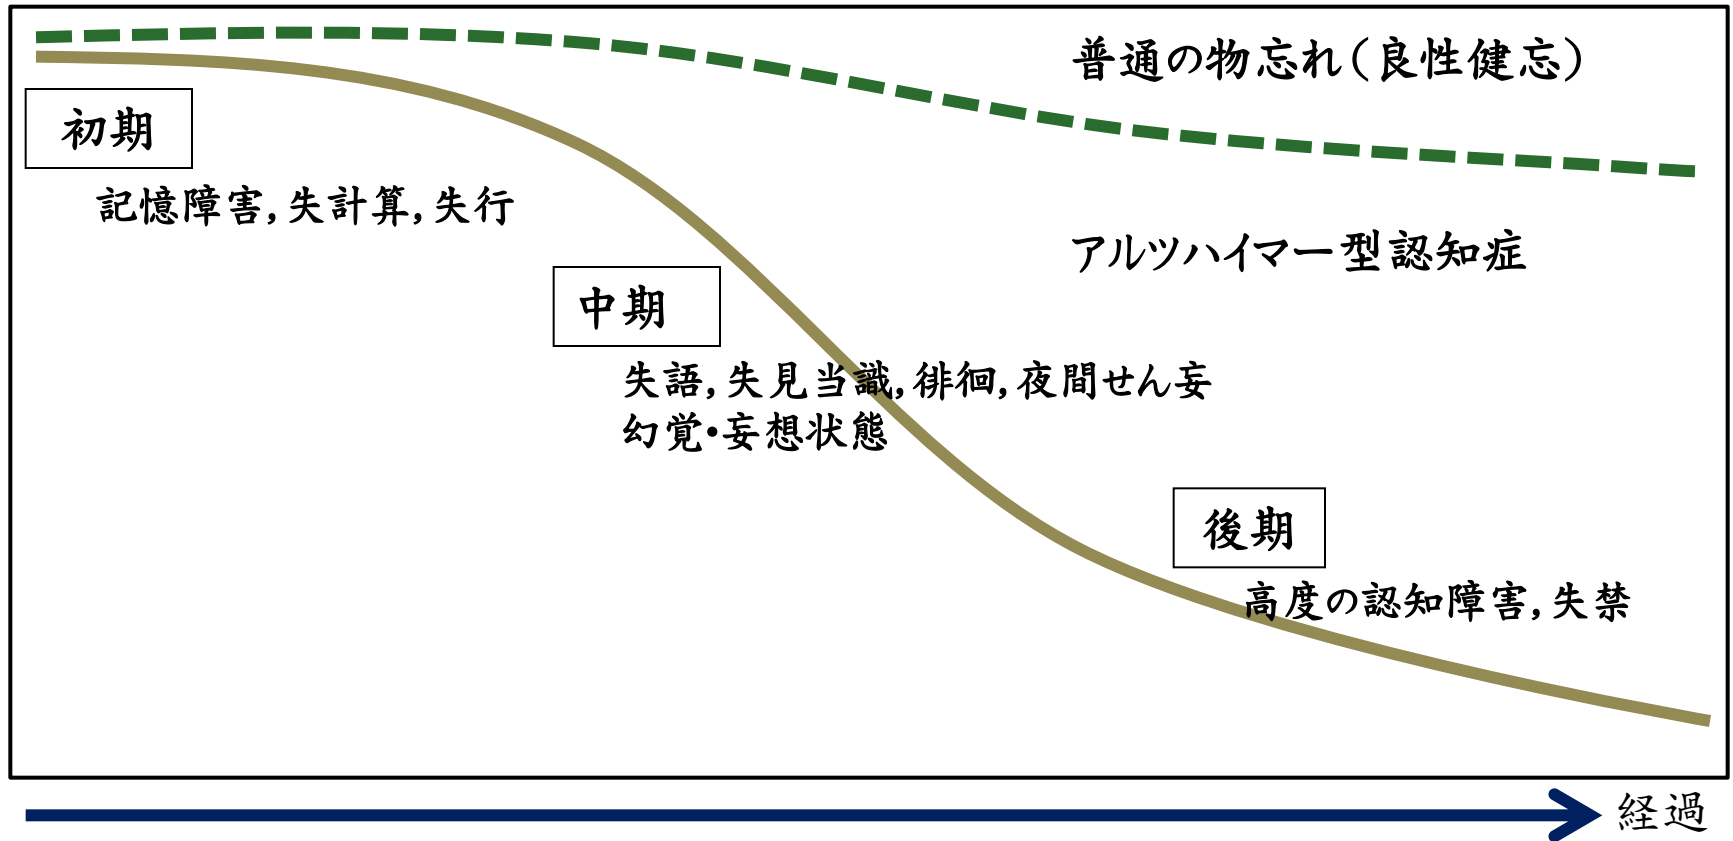 普通の物忘れ(良性健忘)
初期
記憶障害,失計算,失行
アルツハイマー型認知症
中期
失語,失見当識,徘徊,夜間せん妄
幻覚・妄想状態
後期
高度の認知障害,失禁
経過